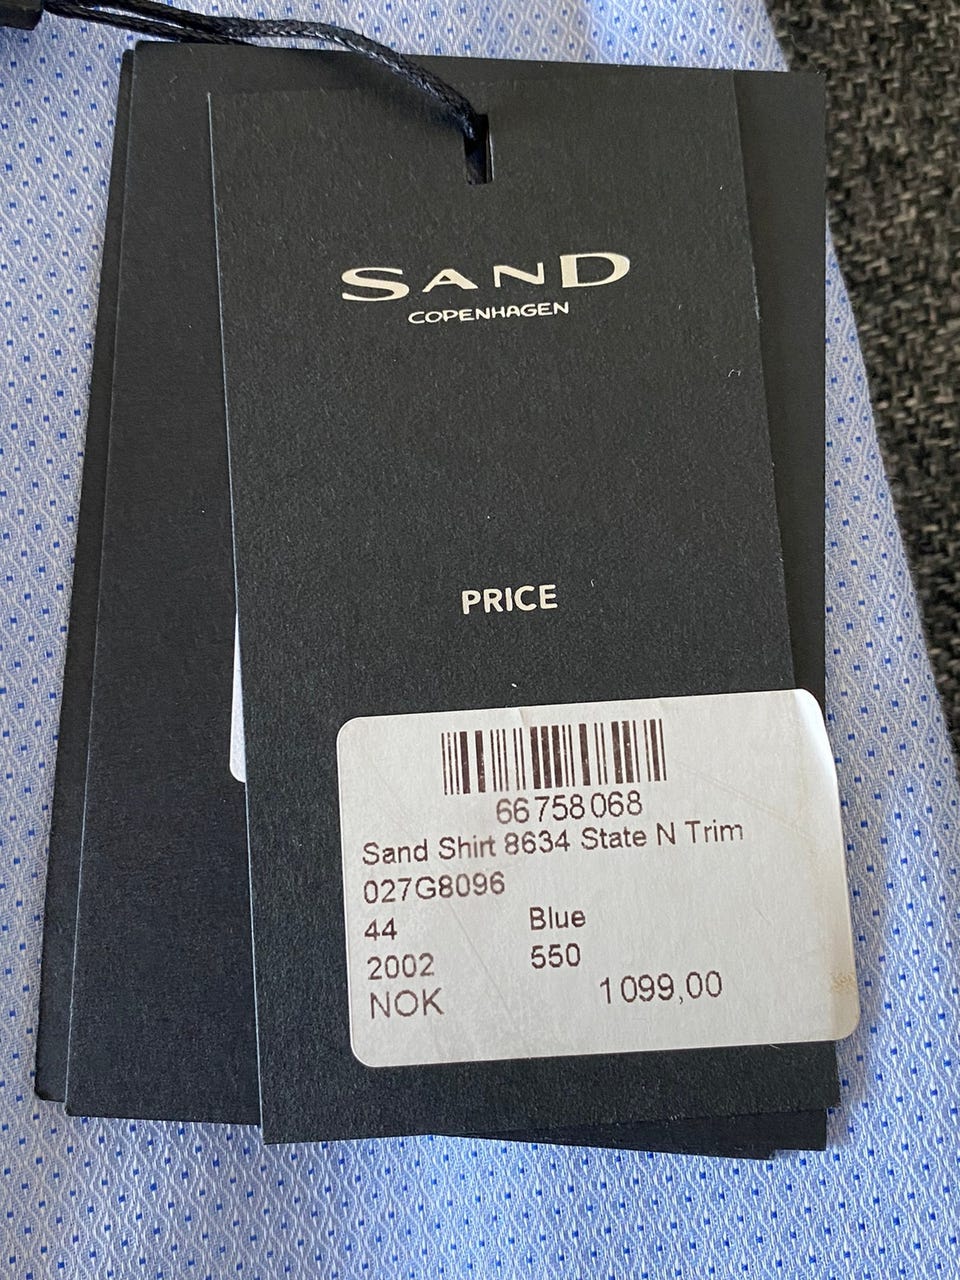 SAND
COPENHAGEN
PRICE
66758068
Sand Shirt 8634 State N Trim
027G8096
44 Blue
2002 550
NOK 1099,00